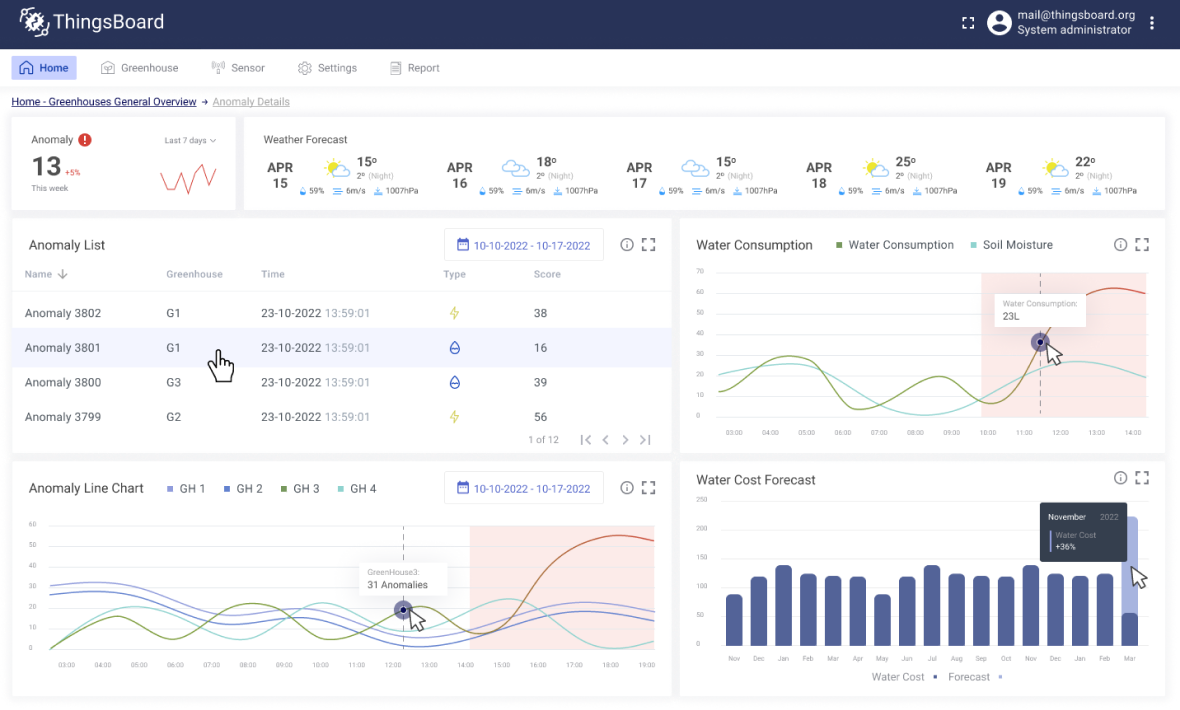 ThingsBoard
mail@thingsboard.org
System administrator
Home
Greenhouse
Sensor
Settings
Report
Home - Greenhouses General Overview → Anomaly Details
Anomaly
Last 7 days
13 +5%
This week
Weather Forecast
APR 15
15º
2º (Night)
59% 6m/s 1007hPa
APR 16
18º
2º (Night)
59% 6m/s 1007hPa
APR 17
15º
2º (Night)
59% 6m/s 1007hPa
APR 18
25º
2º (Night)
59% 6m/s 1007hPa
APR 19
22º
2º (Night)
59% 6m/s 1007hPa
Anomaly List
10-10-2022 - 10-17-2022
Name Greenhouse Time Type Score
Anomaly 3802 G1 23-10-2022 13:59:01 38
Anomaly 3801 G1 23-10-2022 13:59:01 16
Anomaly 3800 G3 23-10-2022 13:59:01 39
Anomaly 3799 G2 23-10-2022 13:59:01 56
1 of 12
Water Consumption
Water Consumption Soil Moisture
70
60
50
40
30
20
10
0
Water Consumption:
23L
03:00 04:00 05:00 06:00 07:00 08:00 09:00 10:00 11:00 12:00 13:00 14:00
Anomaly Line Chart
GH 1 GH 2 GH 3 GH 4
10-10-2022 - 10-17-2022
60
50
40
30
20
10
0
GreenHouse3:
31 Anomalies
03:00 04:00 05:00 06:00 07:00 08:00 09:00 10:00 11:00 12:00 13:00 14:00 15:00 16:00 17:00 18:00 19:00
Water Cost Forecast
250
200
150
100
50
0
November 2022
Water Cost
+36%
Nov Dec Jan Feb Mar Apr May Jun Jul Aug Sep Oct Nov Dec Jan Feb Mar
Water Cost Forecast